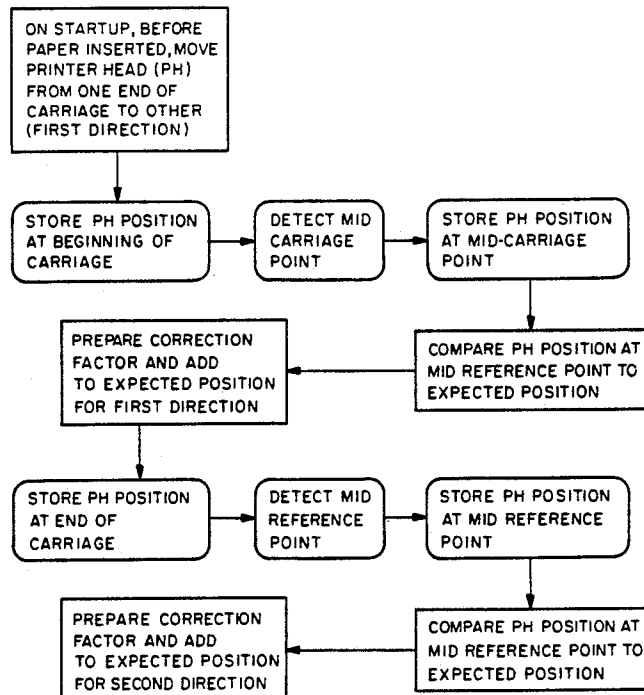 ON STARTUP, BEFORE
PAPER INSERTED, MOVE
PRINTER HEAD (PH)
FROM ONE END OF
CARRIAGE TO OTHER
(FIRST DIRECTION)
STORE PH POSITION
AT BEGINNING OF
CARRIAGE
DETECT MID
CARRIAGE
POINT
STORE PH POSITION
AT MID-CARRIAGE
POINT
COMPARE PH POSITION AT
MID REFERENCE POINT TO
EXPECTED POSITION
PREPARE CORRECTION
FACTOR AND ADD
TO EXPECTED POSITION
FOR FIRST DIRECTION
STORE PH POSITION
AT END OF
CARRIAGE
DETECT MID
REFERENCE
POINT
STORE PH POSITION
AT MID REFERENCE
POINT
COMPARE PH POSITION AT
MID REFERENCE POINT TO
EXPECTED POSITION
PREPARE CORRECTION
FACTOR AND ADD
TO EXPECTED POSITION
FOR SECOND DIRECTION